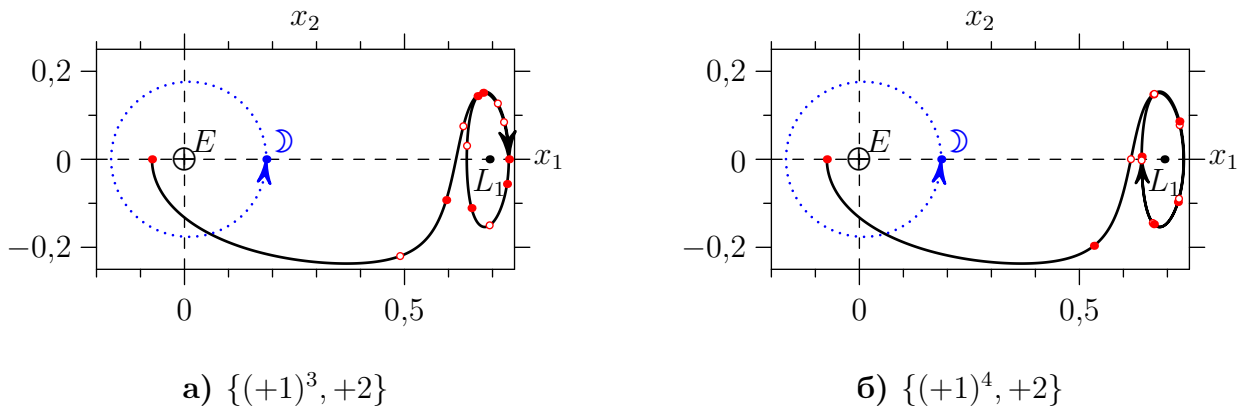 x₂ x₂
0,2 0,2
E ☽ E ☽
0 x₁ 0 x₁
L₁ L₁
−0,2 −0,2
0 0,5 0 0,5
а) {(+1)³, +2} б) {(+1)⁴, +2}